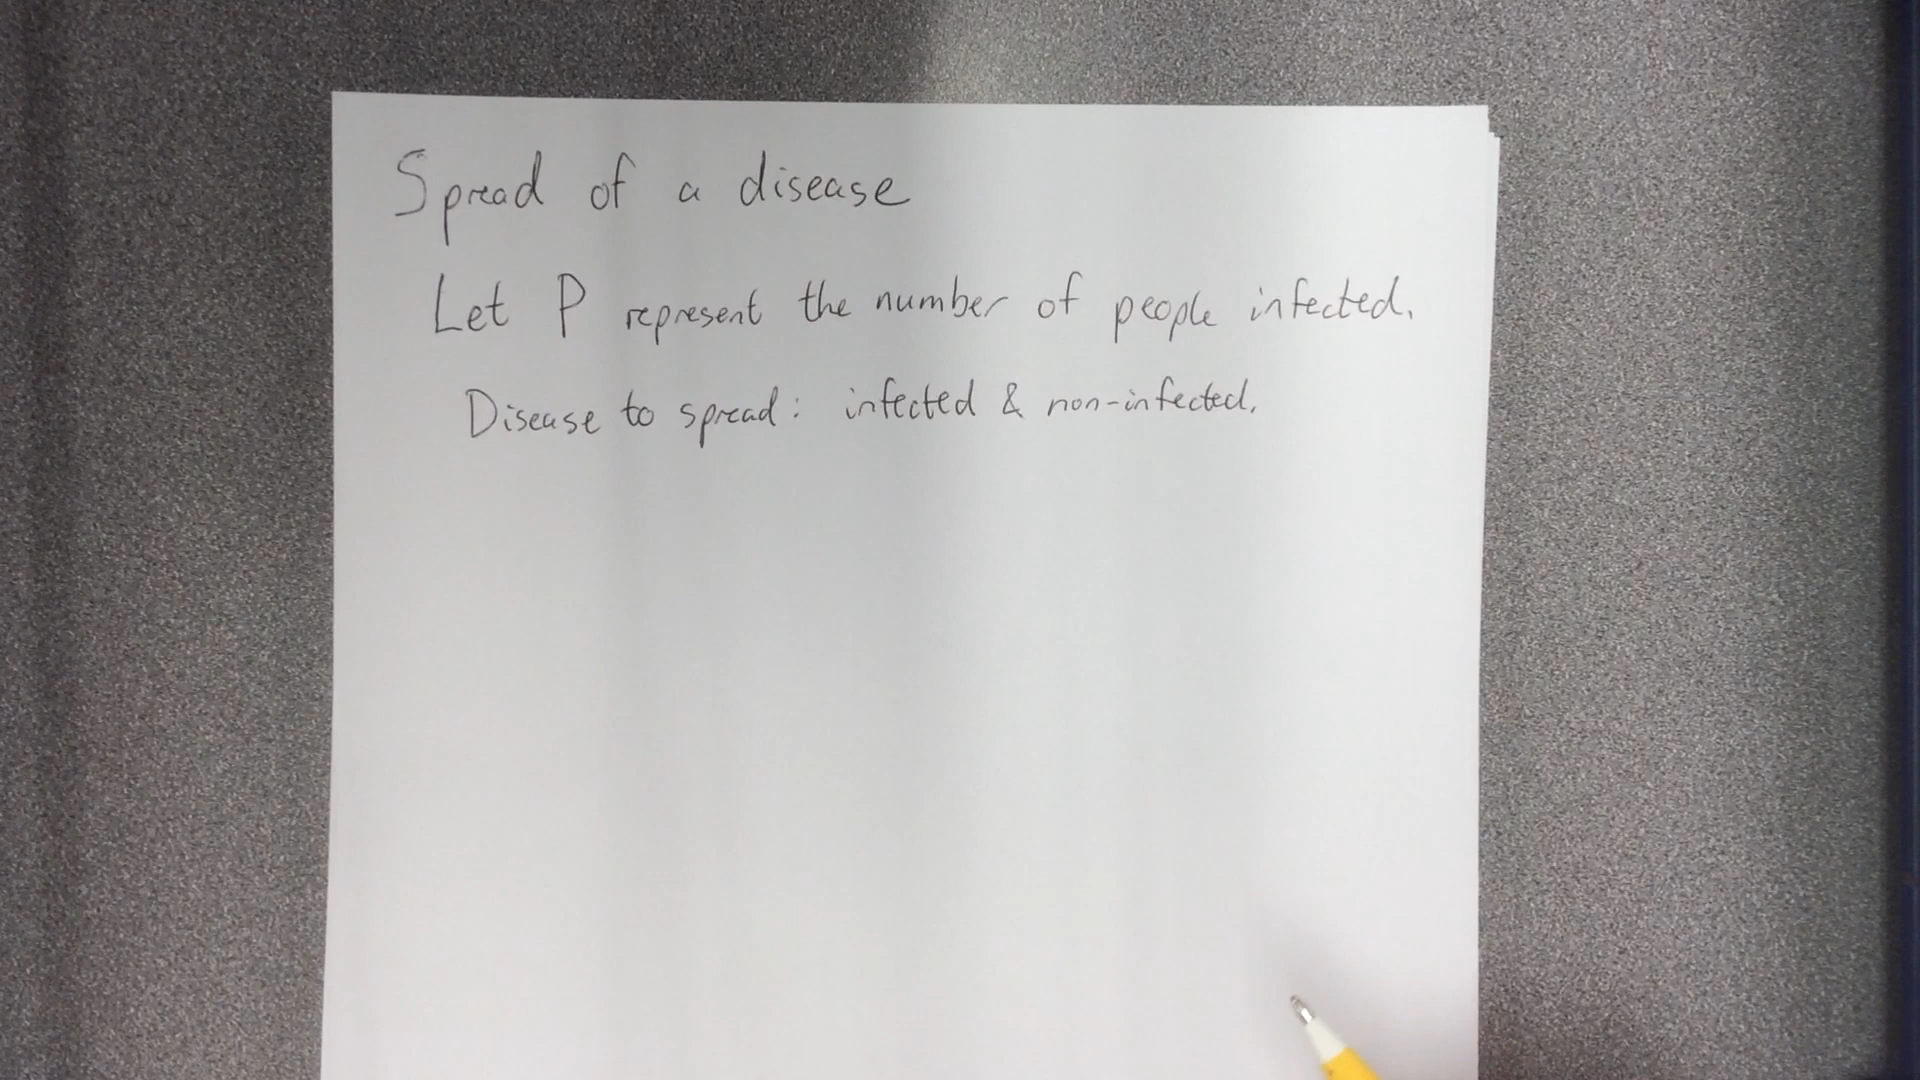 Spread of a disease
Let P represent the number of people infected.
Disease to spread: infected & non-infected.